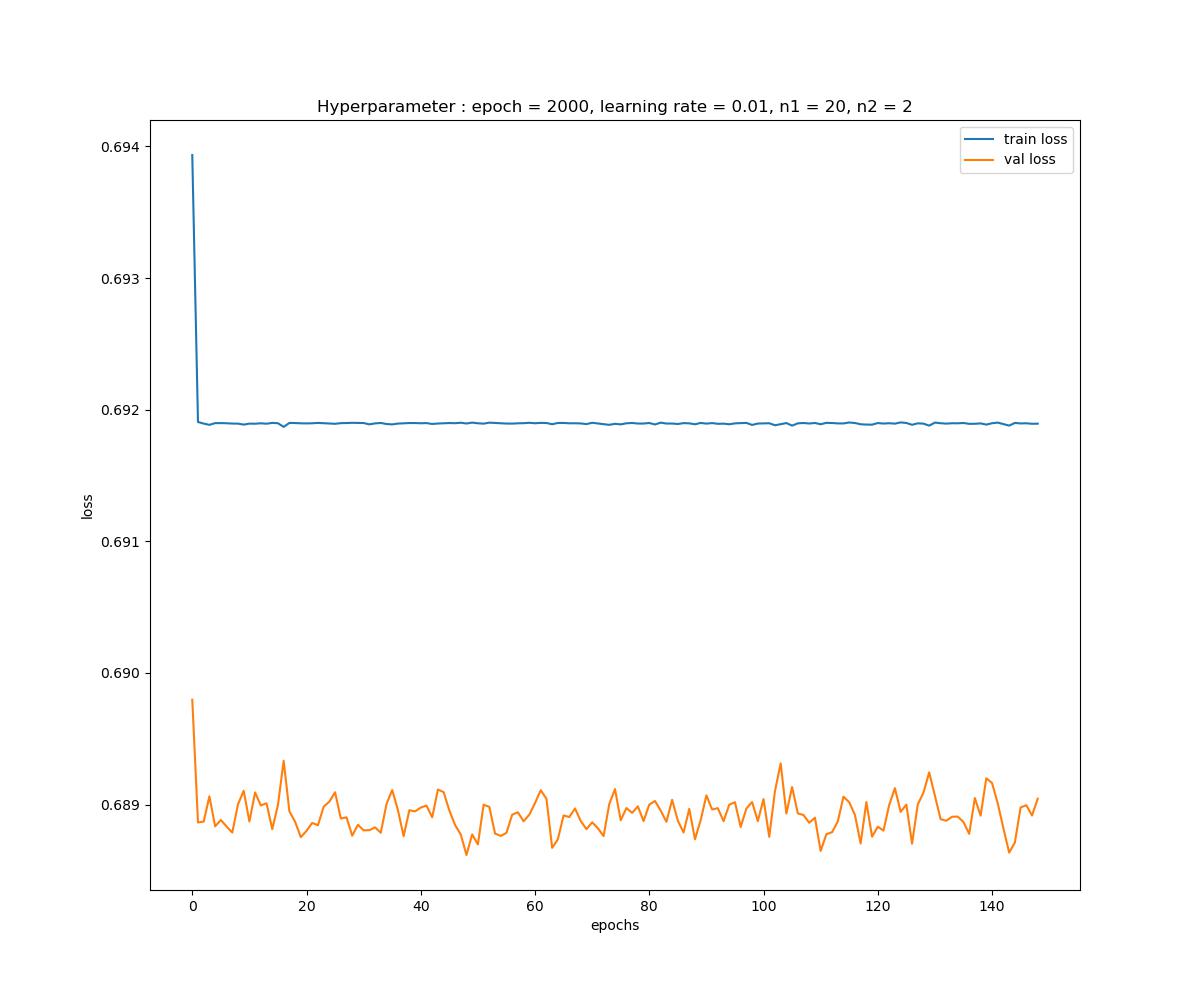 Hyperparameter : epoch = 2000, learning rate = 0.01, n1 = 20, n2 = 2
train loss
val loss
0.694
0.693
0.692
0.691
0.690
0.689
loss
0 20 40 60 80 100 120 140
epochs